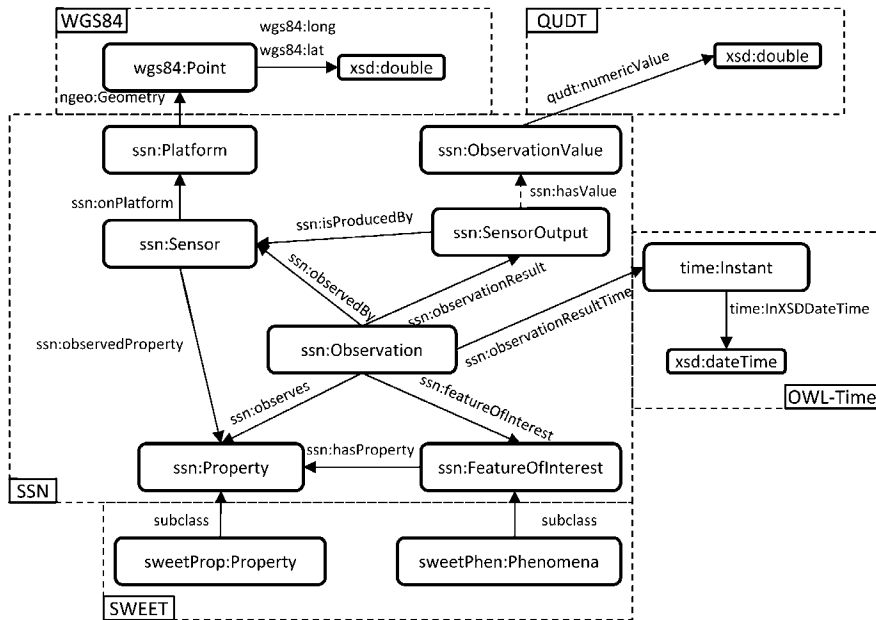 WGS84
QUDT
wgs84:long
wgs84:lat
wgs84:Point
xsd:double
xsd:double
qudt:numericValue
ngeo:Geometry
ssn:Platform
ssn:ObservationValue
ssn:onPlatform
ssn:hasValue
ssn:isProducedBy
ssn:Sensor
ssn:SensorOutput
ssn:observedBy
ssn:observationResult
time:Instant
ssn:observationResultTime
time:InXSDDateTime
ssn:observedProperty
ssn:Observation
xsd:dateTime
OWL-Time
ssn:observes
ssn:featureOfInterest
ssn:hasProperty
ssn:Property
ssn:FeatureOfInterest
SSN
subclass
subclass
sweetProp:Property
sweetPhen:Phenomena
SWEET